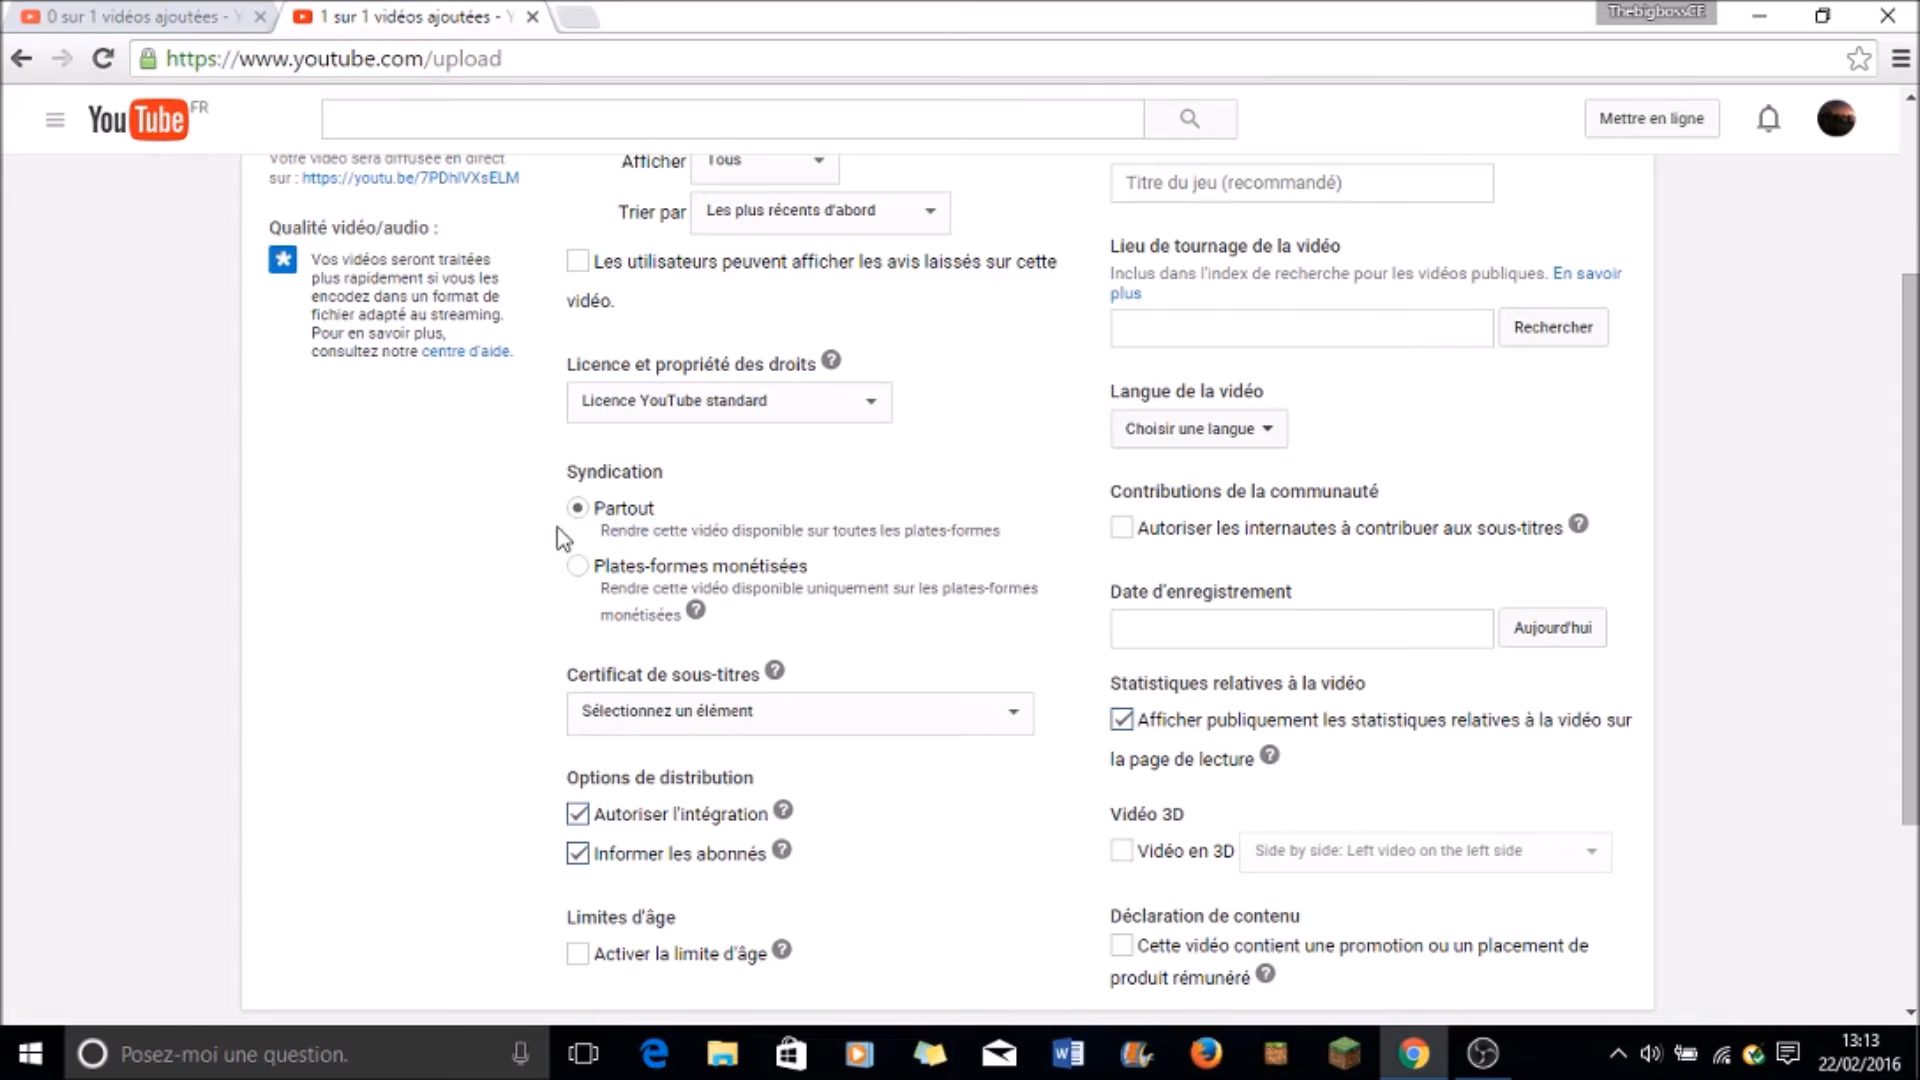 0 sur 1 vidéos ajoutées - Y
1 sur 1 vidéos ajoutées - Y
ThebigbossCE
https://www.youtube.com/upload
YouTube FR
Mettre en ligne
Votre vidéo sera diffusée en direct
sur : https://youtu.be/7PDhIVXsELM
Qualité vidéo/audio :
Vos vidéos seront traitées
plus rapidement si vous les
encodez dans un format de
fichier adapté au streaming.
Pour en savoir plus,
consultez notre centre d'aide.
Afficher Tous
Trier par Les plus récents d'abord
Les utilisateurs peuvent afficher les avis laissés sur cette
vidéo.
Licence et propriété des droits ?
Licence YouTube standard
Syndication
Partout
Rendre cette vidéo disponible sur toutes les plates-formes
Plates-formes monétisées
Rendre cette vidéo disponible uniquement sur les plates-formes
monétisées ?
Certificat de sous-titres ?
Sélectionnez un élément
Options de distribution
Autoriser l'intégration ?
Informer les abonnés ?
Limites d'âge
Activer la limite d'âge ?
Titre du jeu (recommandé)
Lieu de tournage de la vidéo
Inclus dans l'index de recherche pour les vidéos publiques. En savoir
plus
Rechercher
Langue de la vidéo
Choisir une langue
Contributions de la communauté
Autoriser les internautes à contribuer aux sous-titres ?
Date d'enregistrement
Aujourd'hui
Statistiques relatives à la vidéo
Afficher publiquement les statistiques relatives à la vidéo sur
la page de lecture ?
Vidéo 3D
Vidéo en 3D Side by side: Left video on the left side
Déclaration de contenu
Cette vidéo contient une promotion ou un placement de
produit rémunéré ?
Posez-moi une question.
13:13
22/02/2016